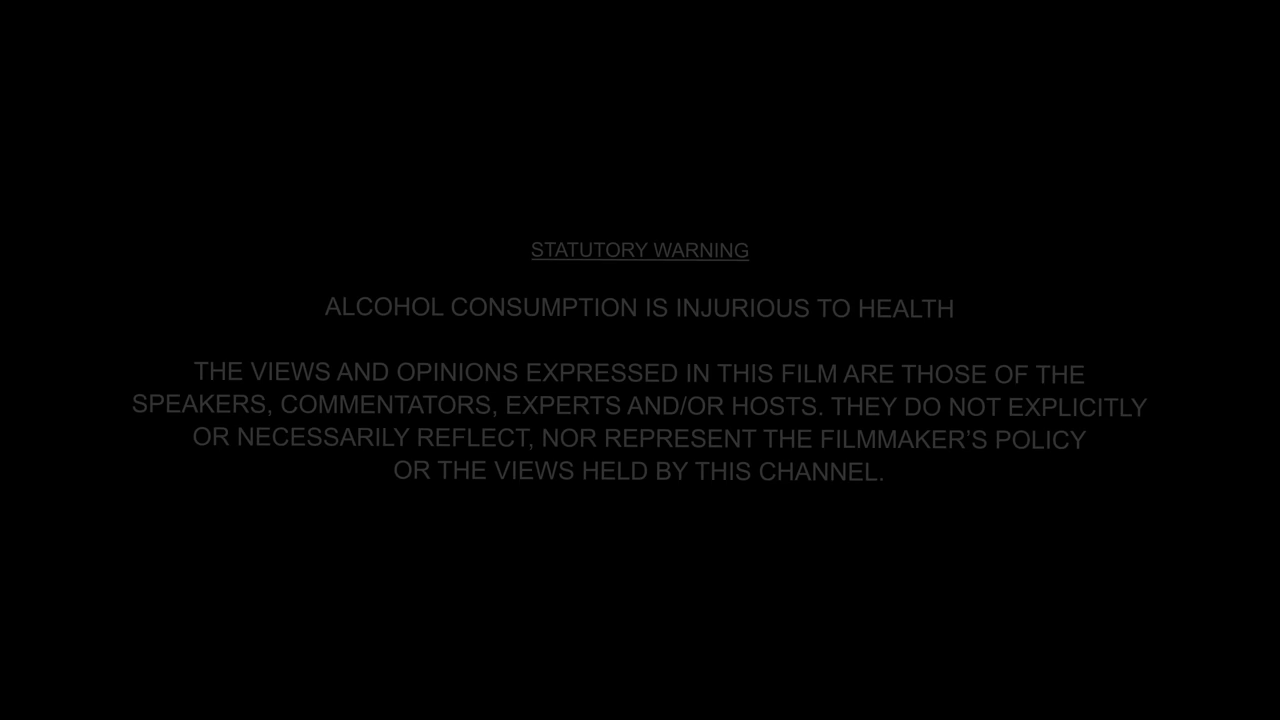 STATUTORY WARNING
ALCOHOL CONSUMPTION IS INJURIOUS TO HEALTH
THE VIEWS AND OPINIONS EXPRESSED IN THIS FILM ARE THOSE OF THE
SPEAKERS, COMMENTATORS, EXPERTS AND/OR HOSTS. THEY DO NOT EXPLICITLY
OR NECESSARILY REFLECT, NOR REPRESENT THE FILMMAKER’S POLICY
OR THE VIEWS HELD BY THIS CHANNEL.